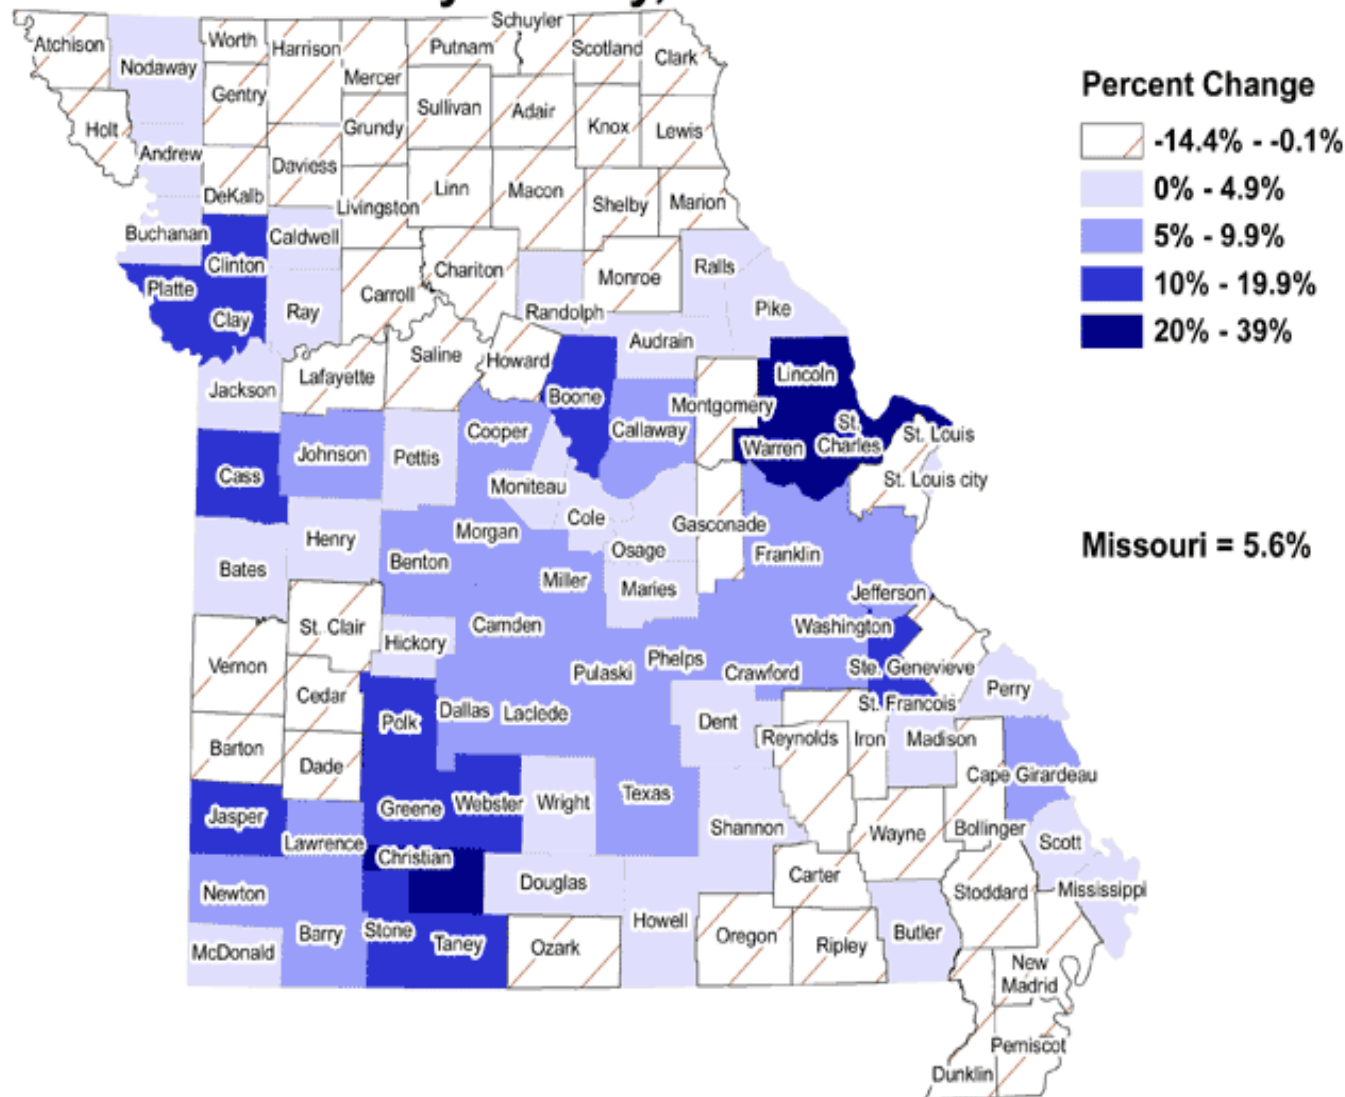 Schuyler
Atchison
Worth
Harrison
Putnam
Scotland
Clark
Nodaway
Mercer
Gentry
Sullivan
Adair
Holt
Grundy
Knox
Lewis
Andrew
Daviess
DeKalb
Linn
Macon
Livingston
Shelby
Marion
Buchanan
Caldwell
Clinton
Chariton
Monroe
Ralls
Platte
Carroll
Clay
Ray
Randolph
Pike
Audrain
Saline
Howard
Lafayette
Lincoln
Jackson
Boone
Montgomery
Cooper
Callaway
St.
Charles
St. Louis
Warren
Johnson
Pettis
Cass
Moniteau
St. Louis city
Cole
Gasconade
Morgan
Henry
Osage
Franklin
Bates
Benton
Miller
Maries
Jefferson
St. Clair
Camden
Washington
Hickory
Vernon
Phelps
Ste. Genevieve
Pulaski
Crawford
Cedar
Perry
St. Francois
Polk
Dallas
Laclede
Dent
Reynolds
Iron
Madison
Barton
Dade
Cape Girardeau
Greene
Webster
Wright
Texas
Jasper
Shannon
Wayne
Bollinger
Lawrence
Scott
Christian
Carter
Douglas
Newton
Stoddard
Mississippi
Howell
Barry
Stone
Taney
Ozark
Oregon
Ripley
Butler
McDonald
New
Madrid
Pemiscot
Dunklin
Percent Change
-14.4% - -0.1%
0% - 4.9%
5% - 9.9%
10% - 19.9%
20% - 39%
Missouri = 5.6%